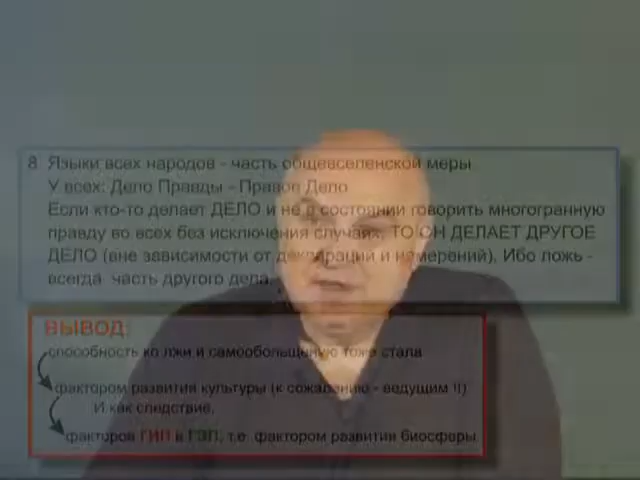 8. Языки всех народов - часть общевселенской меры.
У всех: Дело Правды - Правое Дело
Если кто-то делает ДЕЛО и не в состоянии говорить многогранную
правду во всех без исключения случаях, ТО ОН ДЕЛАЕТ ДРУГОЕ
ДЕЛО (вне зависимости от деклараций и намерений). Ибо ложь -
всегда часть другого дела.
ВЫВОД:
способность ко лжи и самообольщению тоже стала
фактором развития культуры (к сожалению - ведущим !!)
И как следствие,
фактором ГИП в ГЭП, т.е. фактором развития биосферы.